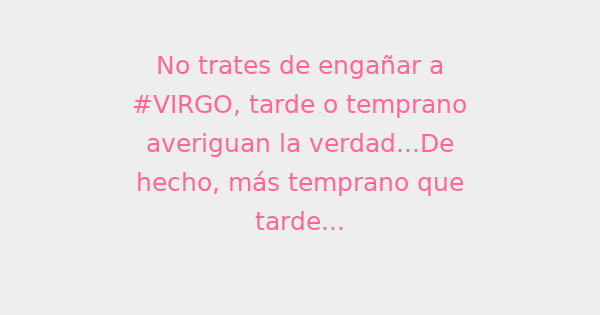 No trates de engañar a
#VIRGO, tarde o temprano
averiguan la verdad...De
hecho, más temprano que
tarde...